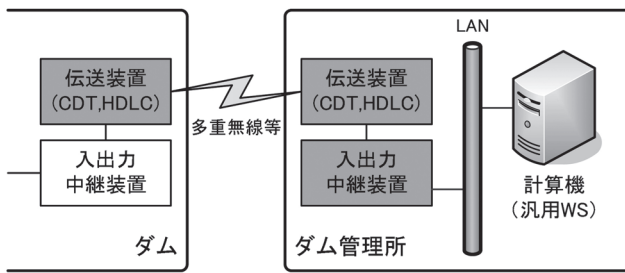 伝送装置
(CDT,HDLC)
入出力
中継装置
ダム
多重無線等
伝送装置
(CDT,HDLC)
入出力
中継装置
ダム管理所
LAN
計算機
(汎用WS)